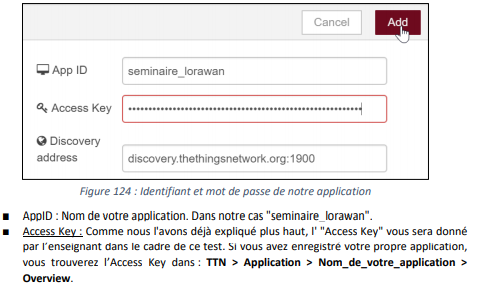 Cancel Add
App ID seminaire_lorawan
Access Key ••••••••••••••••••••••••••••••••••••••••••••••••••••••••••
Discovery
address discovery.thethingsnetwork.org:1900
Figure 124 : Identifiant et mot de passe de notre application
▪ AppID : Nom de votre application. Dans notre cas "seminaire_lorawan".
▪ Access Key : Comme nous l'avons déjà expliqué plus haut, l' "Access Key" vous sera donné
par l'enseignant dans le cadre de ce test. Si vous avez enregistré votre propre application,
vous trouverez l'Access Key dans : TTN > Application > Nom_de_votre_application >
Overview.